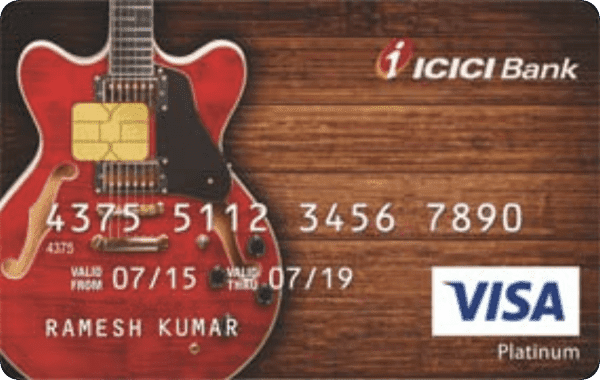 ICICI Bank
4375 5112 3456 7890
4375
VALID FROM 07/15 VALID THRU 07/19
RAMESH KUMAR
VISA
Platinum